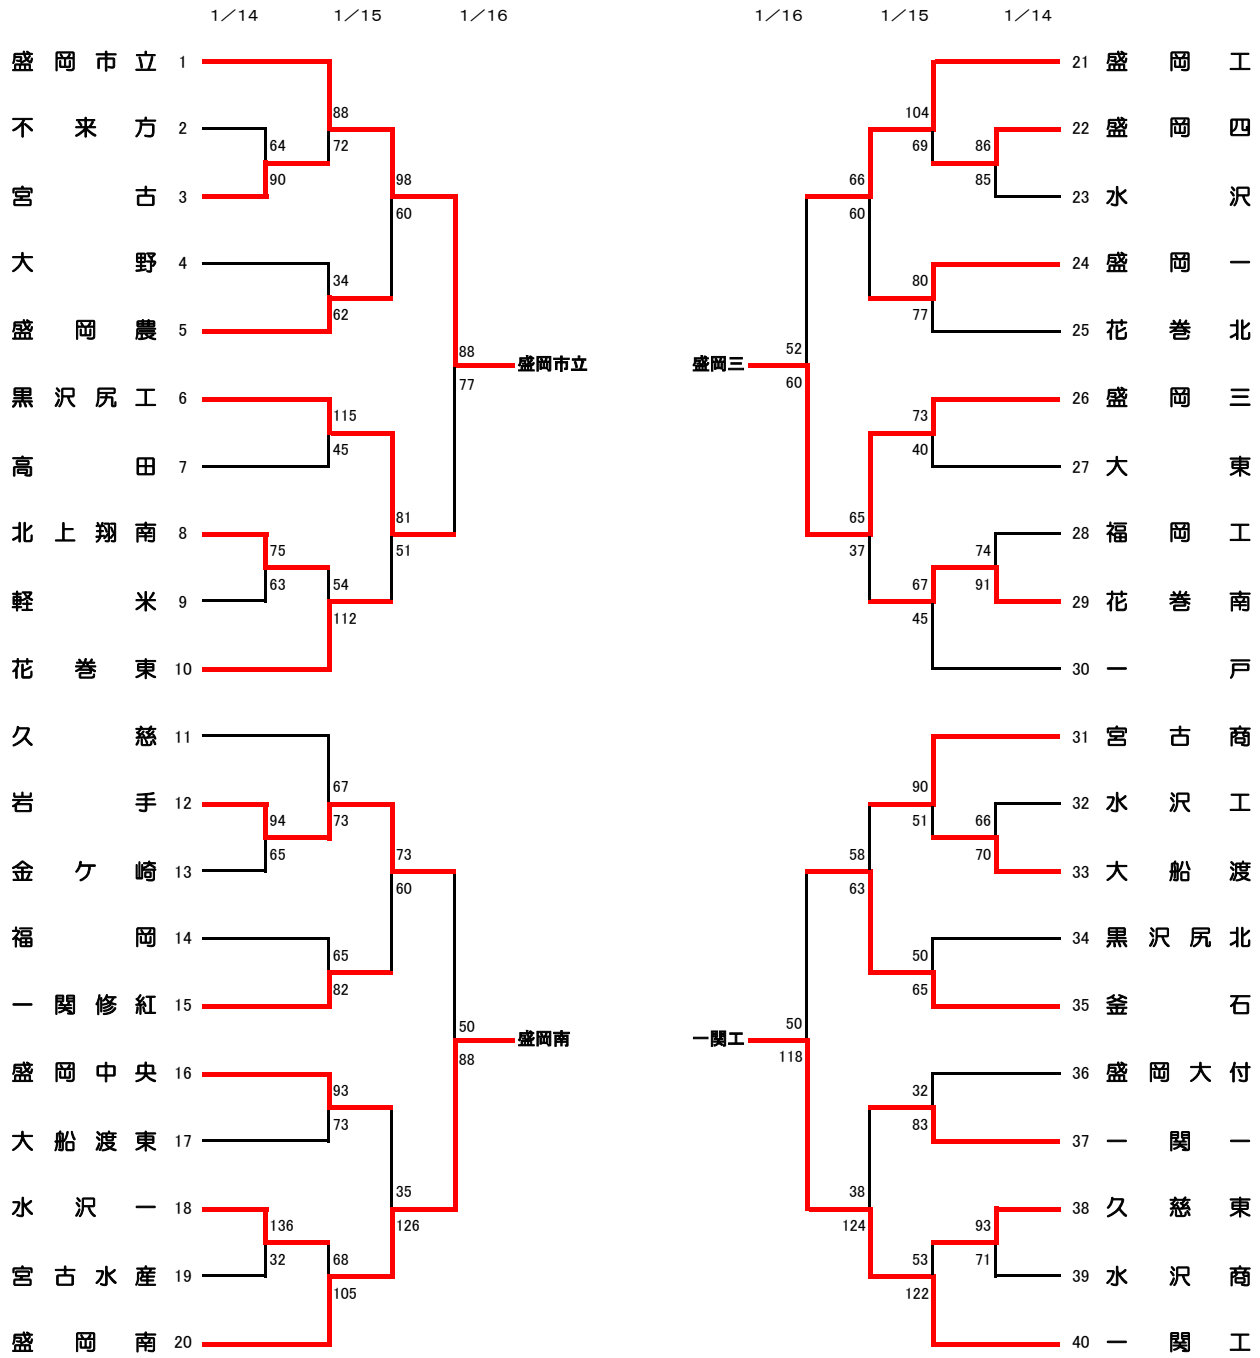 1／14 1／15 1／16 1／16 1／15 1／14
盛岡市立 1 21 盛岡工
88 104
不来方 2 22 盛岡四
64 72 69 86
90 98 66 85
宮古 3 23 水沢
60 60
大野 4 24 盛岡一
34 80
62 77
盛岡農 5 25 花巻北
88 盛岡市立 盛岡三 52
77 60
黒沢尻工 6 26 盛岡三
115 73
45 40
高田 7 27 大東
81 65
北上翔南 8 28 福岡工
75 51 37 74
63 54 67 91
軽米 9 29 花巻南
112 45
花巻東 10 30 一戸
久慈 11 31 宮古商
67 90
岩手 12 32 水沢工
94 73 51 66
65 73 58 70
金ケ崎 13 33 大船渡
60 63
福岡 14 34 黒沢尻北
65 50
82 65
一関修紅 15 35 釜石
50 盛岡南 一関工 50
88 118
盛岡中央 16 36 盛岡大付
93 32
73 83
大船渡東 17 37 一関一
35 38
水沢一 18 38 久慈東
136 126 124 93
32 68 53 71
宮古水産 19 39 水沢商
105 122
盛岡南 20 40 一関工